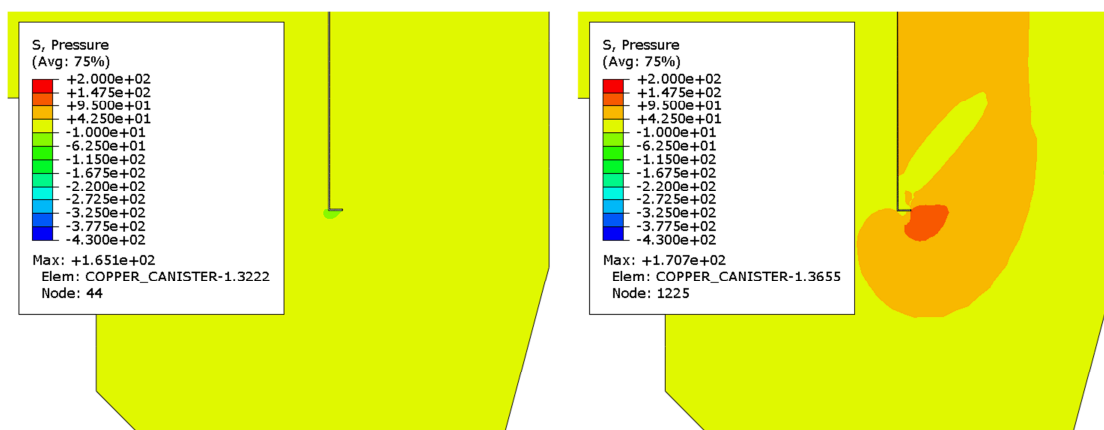 S, Pressure
(Avg: 75%)
+2.000e+02
+1.475e+02
+9.500e+01
+4.250e+01
-1.000e+01
-6.250e+01
-1.150e+02
-1.675e+02
-2.200e+02
-2.725e+02
-3.250e+02
-3.775e+02
-4.300e+02
Max: +1.651e+02
Elem: COPPER_CANISTER-1.3222
Node: 44
S, Pressure
(Avg: 75%)
+2.000e+02
+1.475e+02
+9.500e+01
+4.250e+01
-1.000e+01
-6.250e+01
-1.150e+02
-1.675e+02
-2.200e+02
-2.725e+02
-3.250e+02
-3.775e+02
-4.300e+02
Max: +1.707e+02
Elem: COPPER_CANISTER-1.3655
Node: 1225